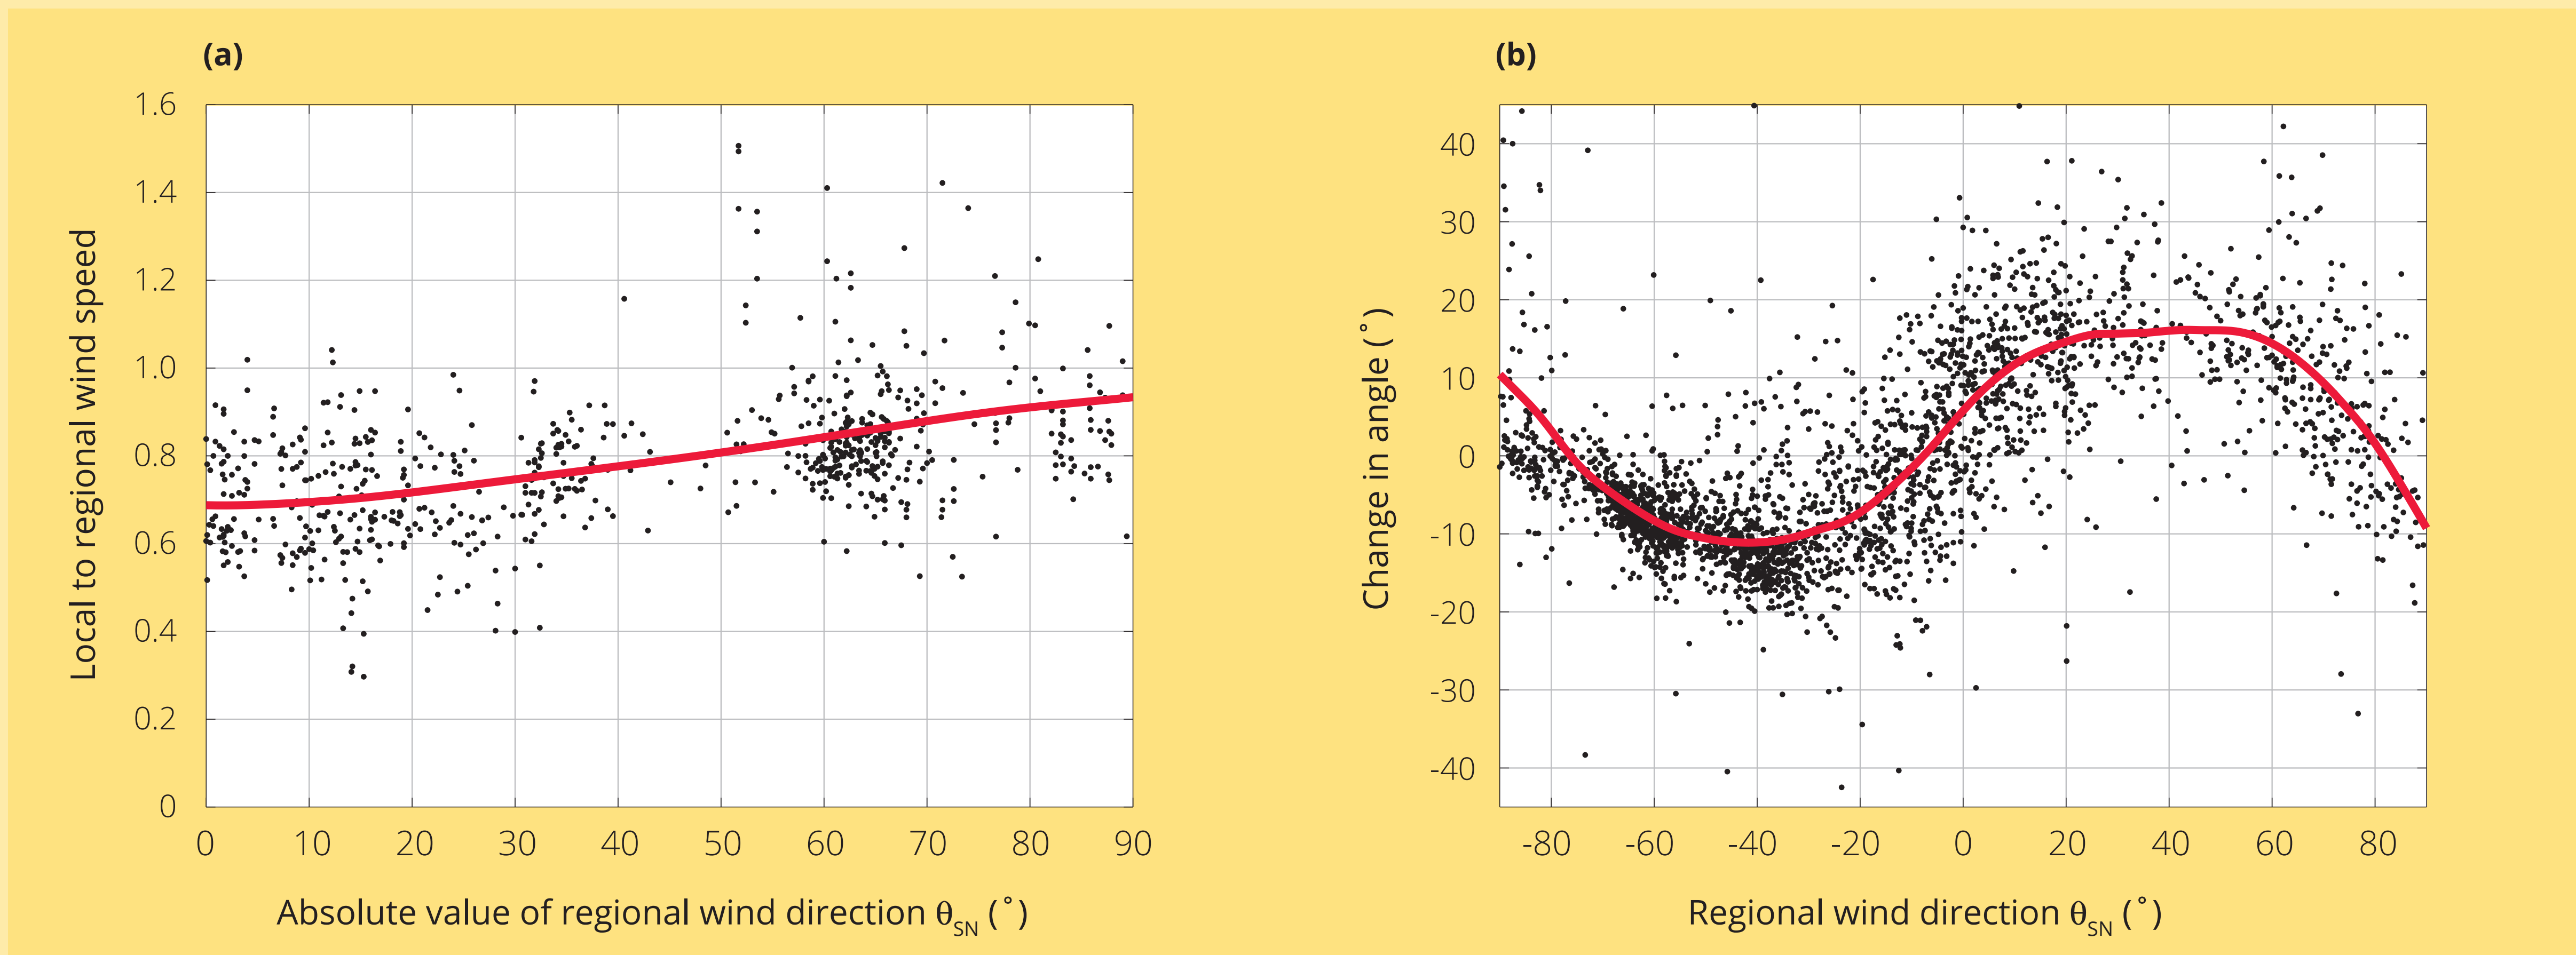 (a)
1.6
1.4
1.2
1.0
0.8
0.6
0.4
0.2
0
Local to regional wind speed
0 10 20 30 40 50 60 70 80 90
Absolute value of regional wind direction θSN (˚)
(b)
40
30
20
10
0
-10
-20
-30
-40
Change in angle (˚)
-80 -60 -40 -20 0 20 40 60 80
Regional wind direction θSN (˚)